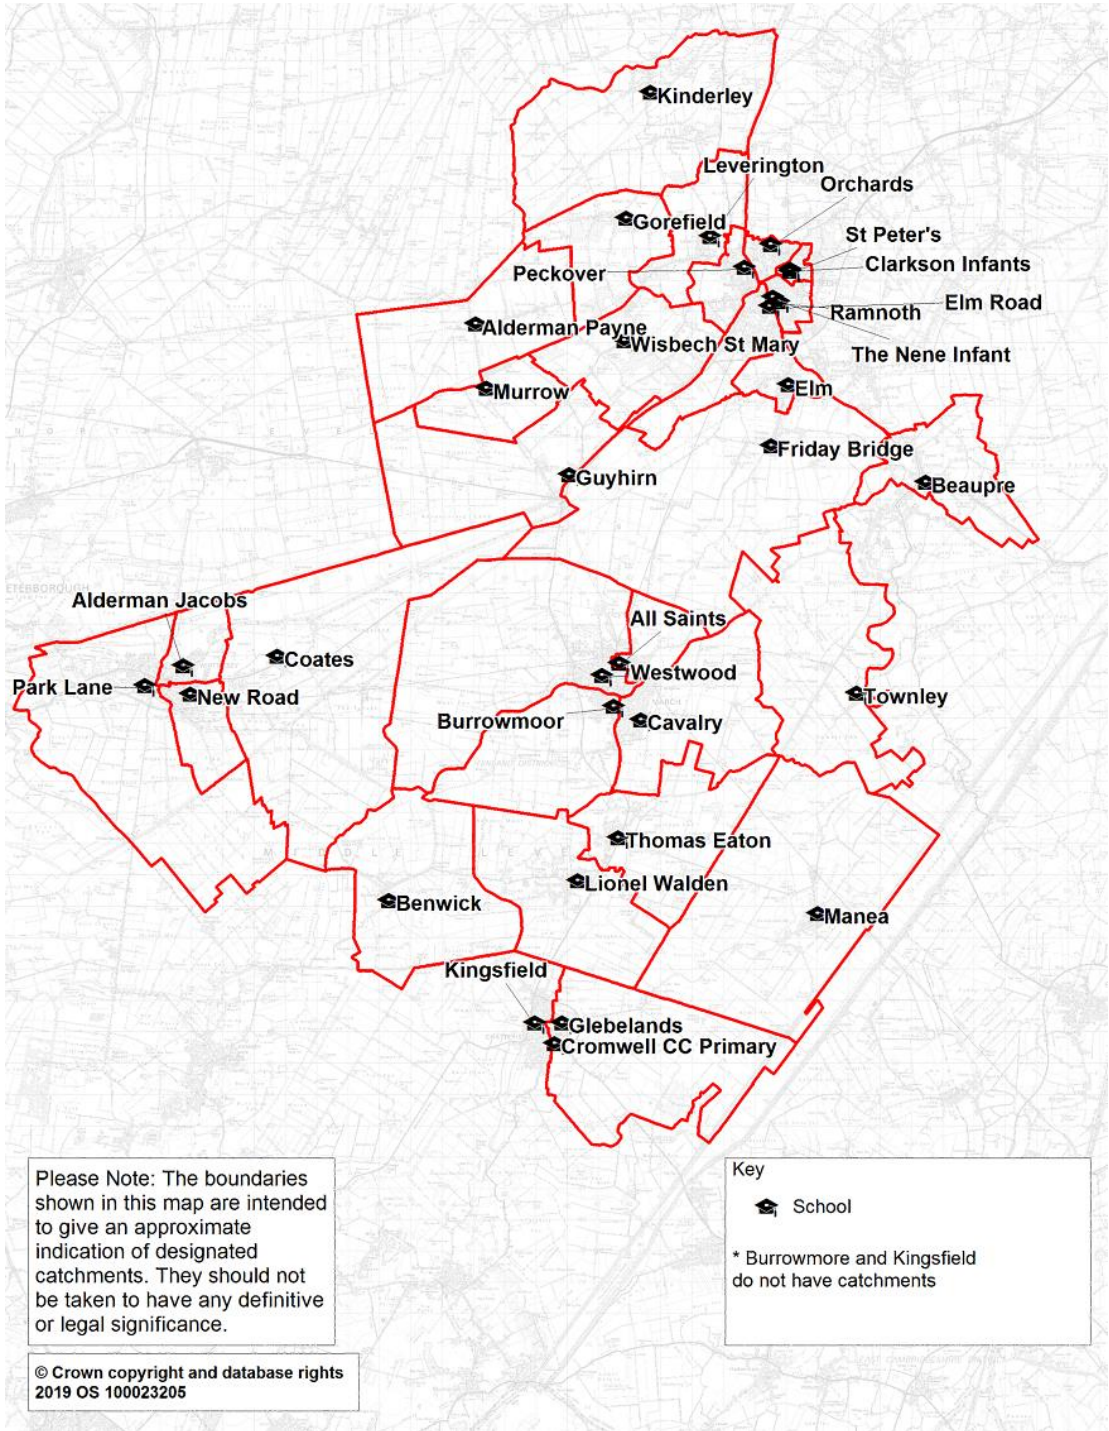 Kinderley
Leverington
Orchards
Gorefield
St Peter's
Peckover
Clarkson Infants
Elm Road
Ramnoth
Alderman Payne
Wisbech St Mary
The Nene Infant
Murrow
Elm
Friday Bridge
Guyhirn
Beaupre
Alderman Jacobs
All Saints
Coates
Westwood
Park Lane
New Road
Townley
Burrowmoor
Cavalry
Thomas Eaton
Lionel Walden
Benwick
Manea
Kingsfield
Glebelands
Cromwell CC Primary
Please Note: The boundaries
shown in this map are intended
to give an approximate
indication of designated
catchments. They should not
be taken to have any definitive
or legal significance.
© Crown copyright and database rights
2019 OS 100023205
Key
School
* Burrowmore and Kingsfield
do not have catchments